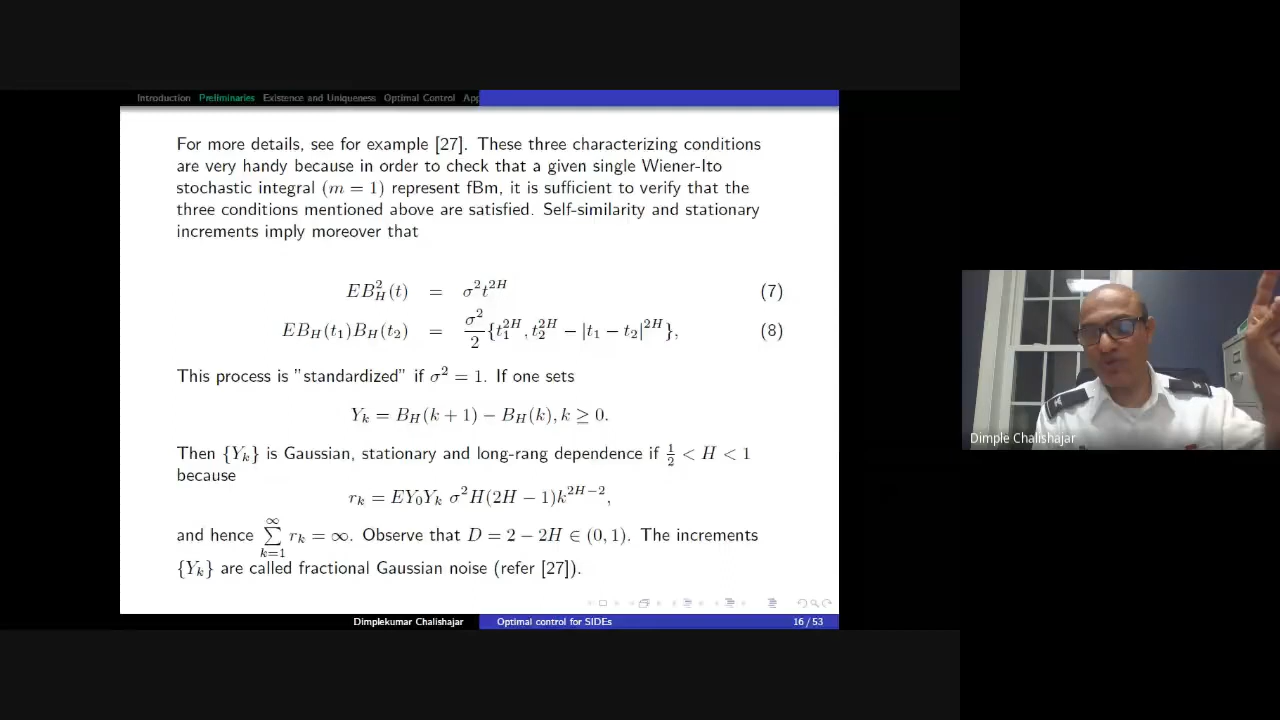 Introduction Preliminaries Existence and Uniqueness Optimal Control App
For more details, see for example [27]. These three characterizing conditions
are very handy because in order to check that a given single Wiener-Ito
stochastic integral (m = 1) represent fBm, it is sufficient to verify that the
three conditions mentioned above are satisfied. Self-similarity and stationary
increments imply moreover that
EB_H^2(t) = σ^2 t^{2H} (7)
EB_H(t_1)B_H(t_2) = \frac{σ^2}{2}{t_1^{2H}, t_2^{2H} − |t_1 − t_2|^{2H}}, (8)
This process is "standardized" if σ^2 = 1. If one sets
Y_k = B_H(k + 1) − B_H(k), k ≥ 0.
Then {Y_k} is Gaussian, stationary and long-rang dependence if \frac{1}{2} < H < 1
because
r_k = EY_0Y_k σ^2H(2H − 1)k^{2H−2},
and hence \sum_{k=1}^{∞} r_k = ∞. Observe that D = 2 − 2H ∈ (0, 1). The increments
{Y_k} are called fractional Gaussian noise (refer [27]).
Dimplekumar Chalishajar Optimal control for SIDEs 16 / 53
Dimple Chalishajar